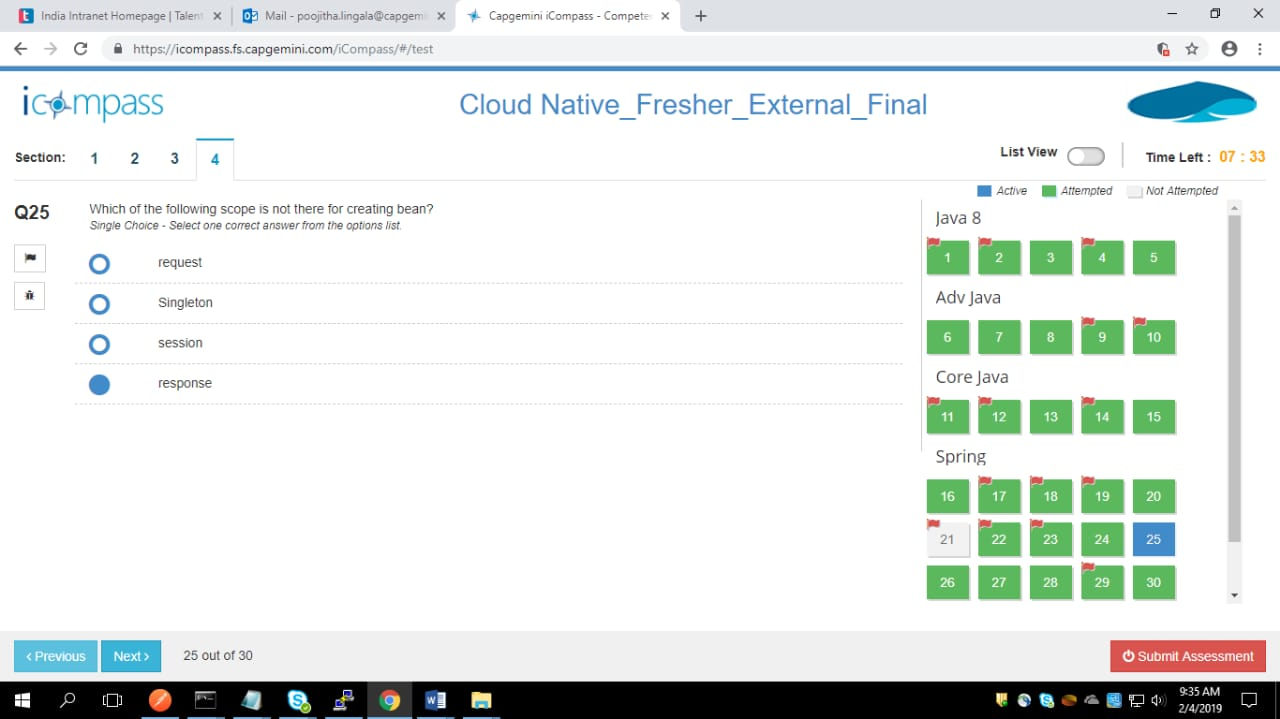 India Intranet Homepage | Talent
Mail - poojitha.lingala@capgemi
Capgemini iCompass - Compete
https://icompass.fs.capgemini.com/iCompass/#/test
icompass
Cloud Native_Fresher_External_Final
Section: 1 2 3 4
List View
Time Left : 07 : 33
Active Attempted Not Attempted
Q25
Which of the following scope is not there for creating bean?
Single Choice - Select one correct answer from the options list.
request
Singleton
session
response
Java 8
1 2 3 4 5
Adv Java
6 7 8 9 10
Core Java
11 12 13 14 15
Spring
16 17 18 19 20
21 22 23 24 25
26 27 28 29 30
< Previous
Next >
25 out of 30
Submit Assessment
9:35 AM
2/4/2019